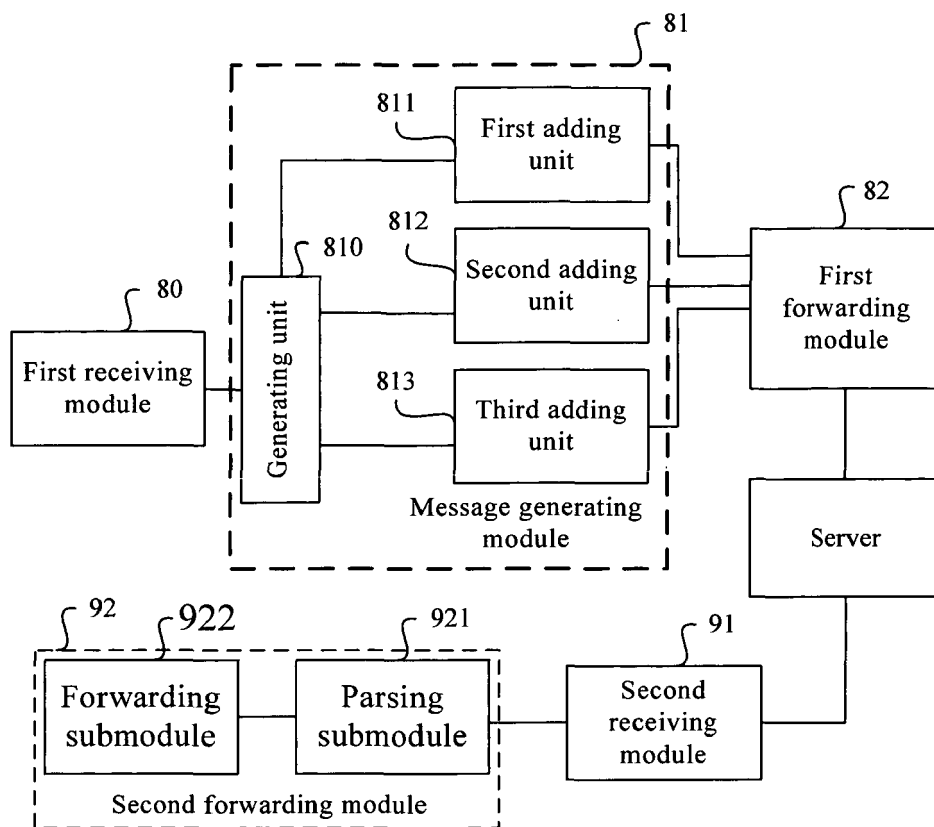 81
811
First adding
unit
82
812
810
Second adding
unit
First
forwarding
module
80
First receiving
module
Generating unit
813
Third adding
unit
Message generating
module
Server
92
922
921
91
Forwarding
submodule
Parsing
submodule
Second
receiving
module
Second forwarding module